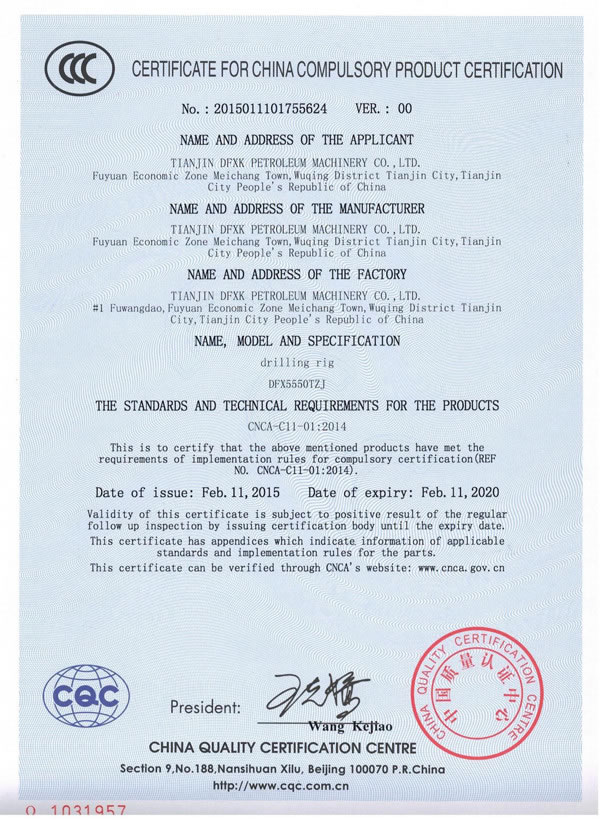 CCC
CERTIFICATE FOR CHINA COMPULSORY PRODUCT CERTIFICATION
No.: 2015011101755624 VER.: 00
NAME AND ADDRESS OF THE APPLICANT
TIANJIN DFXK PETROLEUM MACHINERY CO.,LTD.
Fuyuan Economic Zone Meichang Town,Wuqing District Tianjin City,Tianjin
City People's Republic of China
NAME AND ADDRESS OF THE MANUFACTURER
TIANJIN DFXK PETROLEUM MACHINERY CO.,LTD.
Fuyuan Economic Zone Meichang Town,Wuqing District Tianjin City,Tianjin
City People's Republic of China
NAME AND ADDRESS OF THE FACTORY
TIANJIN DFXK PETROLEUM MACHINERY CO.,LTD.
#1 Fuwangdao,Fuyuan Economic Zone Meichang Town,Wuqing District Tianjin
City,Tianjin City People's Republic of China
NAME, MODEL AND SPECIFICATION
drilling rig
DFX5550TZJ
THE STANDARDS AND TECHNICAL REQUIREMENTS FOR THE PRODUCTS
CNCA-C11-01:2014
This is to certify that the above mentioned products have met the
requirements of implementation rules for compulsory certification(REF
NO. CNCA-C11-01:2014).
Date of issue: Feb.11,2015 Date of expiry: Feb.11,2020
Validity of this certificate is subject to positive result of the regular
follow up inspection by issuing certification body until the expiry date.
This certificate has appendices which indicate information of applicable
standards and implementation rules for the parts.
This certificate can be verified through CNCA's website: www.cnca.gov.cn
CHINA QUALITY CERTIFICATION CENTRE
中国质量认证中心
CQC
President:
王克娇
Wang Kejiao
CHINA QUALITY CERTIFICATION CENTRE
Section 9,No.188,Nansihuan Xilu, Beijing 100070 P.R.China
http://www.cqc.com.cn
1031957